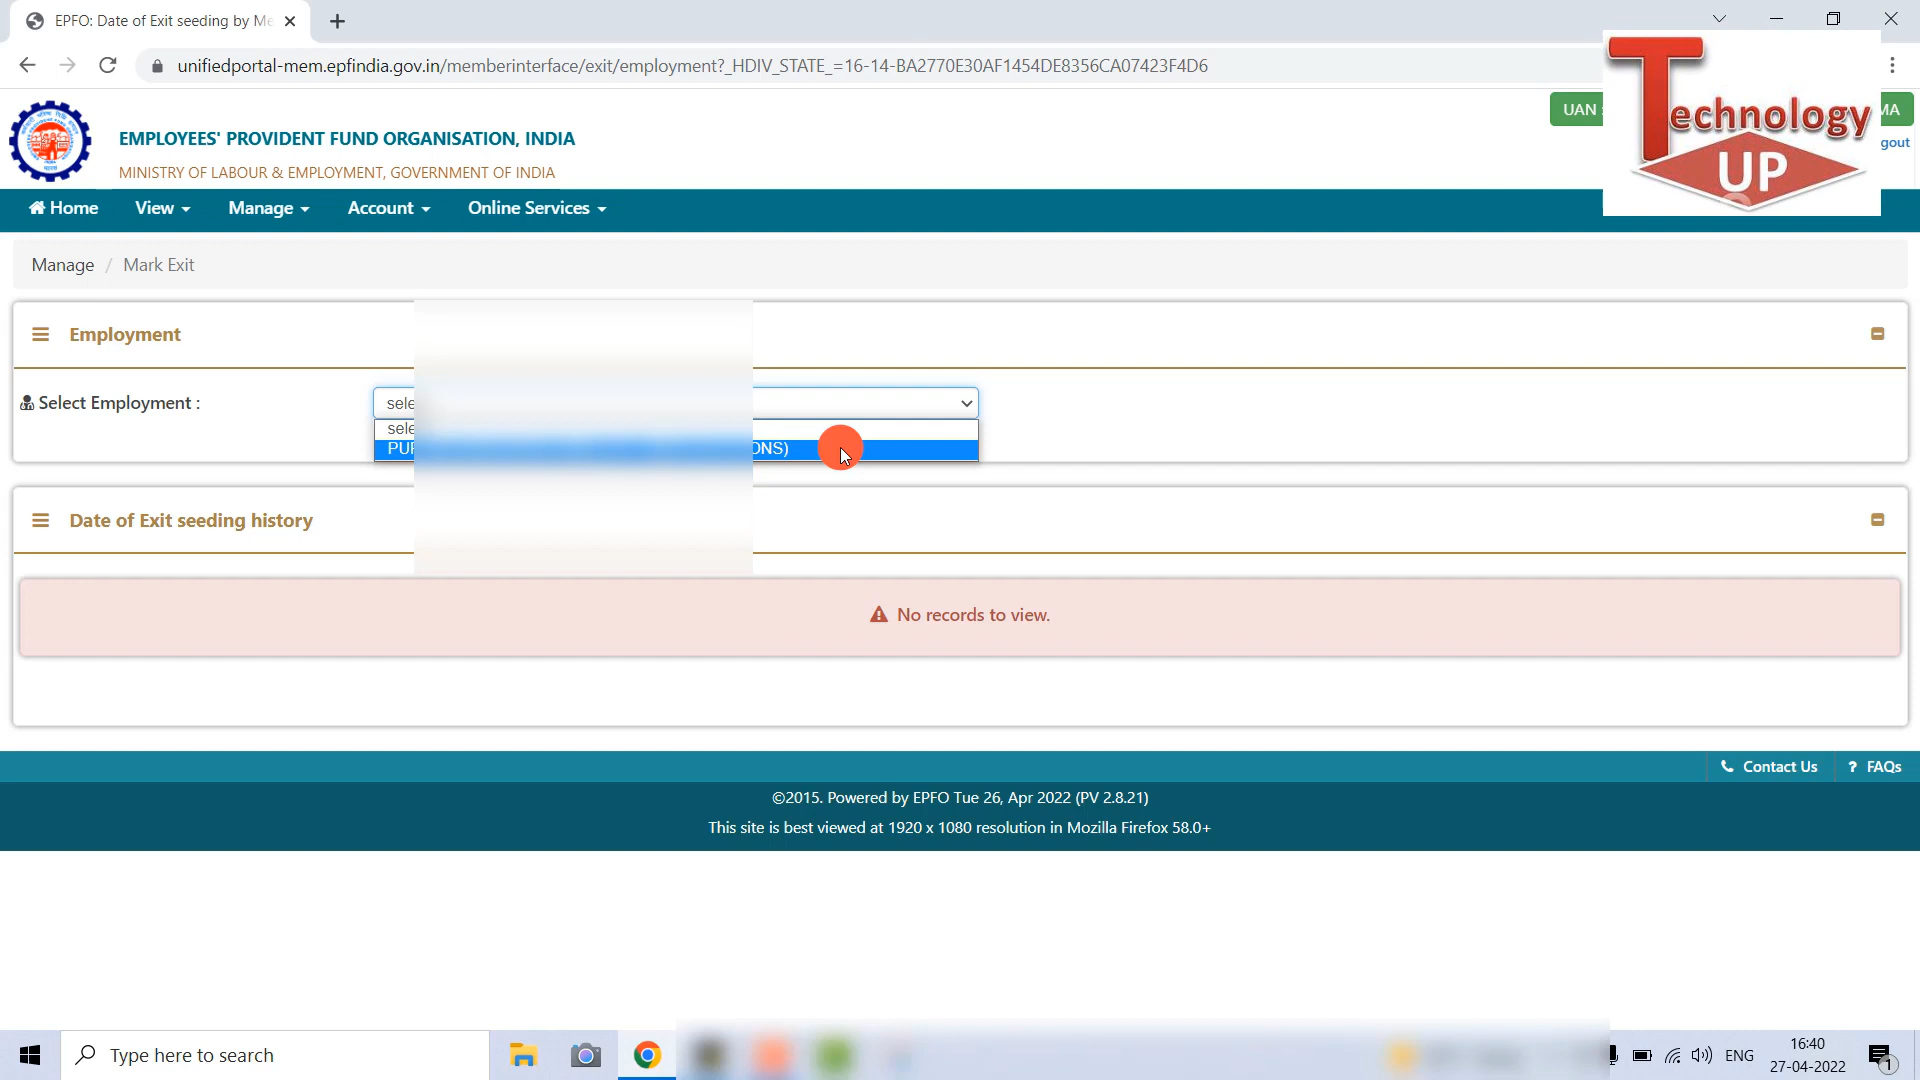 EPFO: Date of Exit seeding by Me
unifiedportal-mem.epfindia.gov.in/memberinterface/exit/employment?_HDIV_STATE_=16-14-BA2770E30AF1454DE8356CA07423F4D6
EMPLOYEES' PROVIDENT FUND ORGANISATION, INDIA
MINISTRY OF LABOUR & EMPLOYMENT, GOVERNMENT OF INDIA
UAN :
MA
gout
Technology
UP
Home View Manage Account Online Services
Manage / Mark Exit
Employment
Select Employment :
sele
sele
PUR
ONS)
Date of Exit seeding history
No records to view.
Contact Us ? FAQs
©2015. Powered by EPFO Tue 26, Apr 2022 (PV 2.8.21)
This site is best viewed at 1920 x 1080 resolution in Mozilla Firefox 58.0+
Type here to search
ENG
16:40
27-04-2022
1